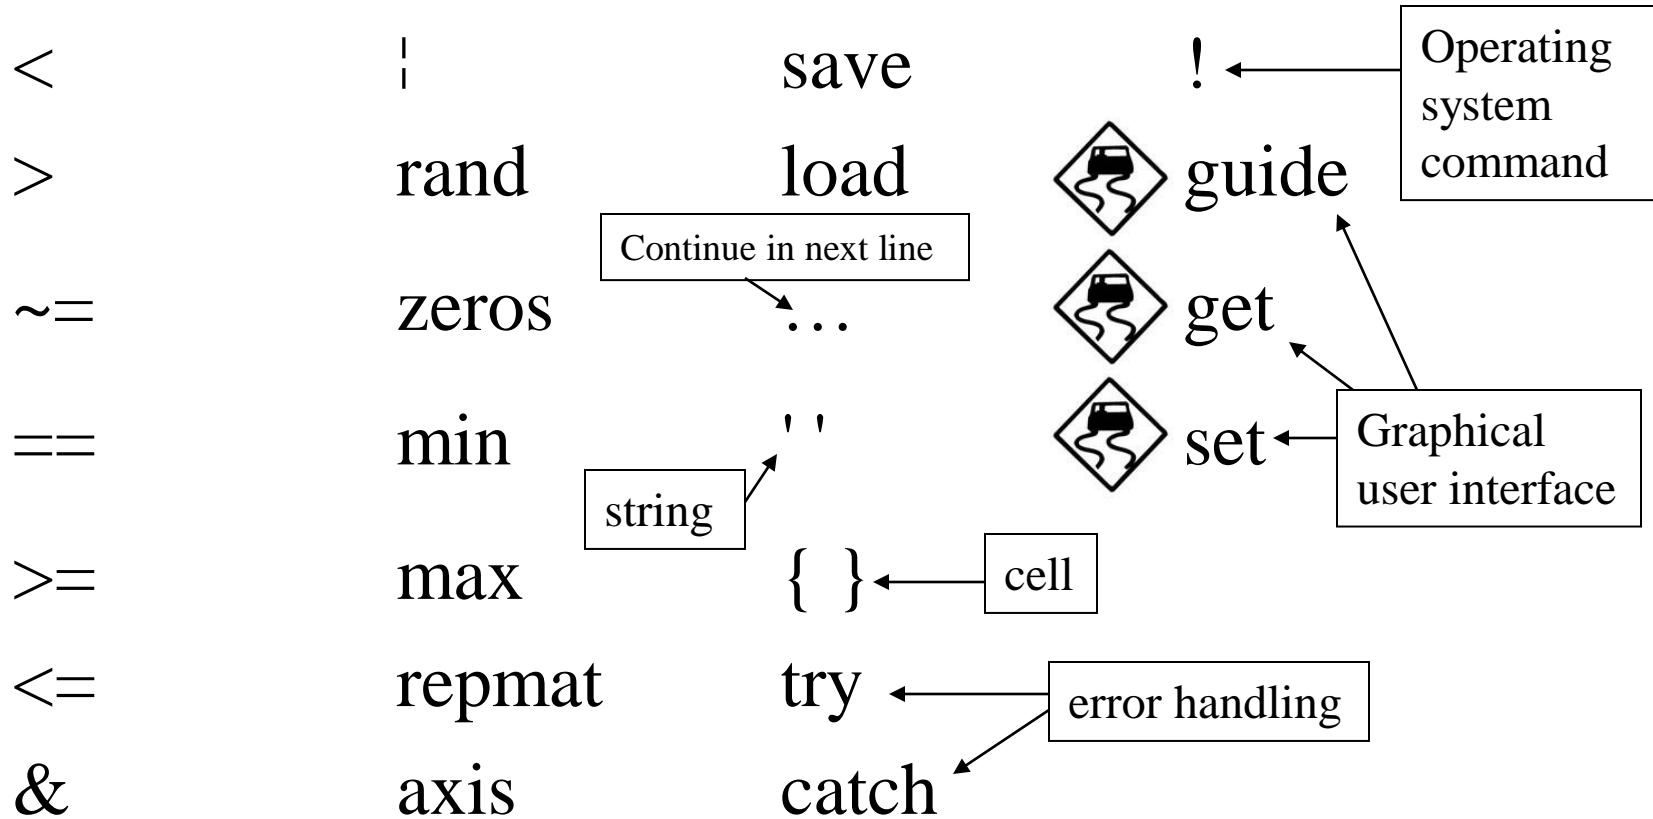 < ¦ save !
Operating
system
command
> rand load guide
Continue in next line
~= zeros … get
== min ' ' set
Graphical
user interface
string
>= max { } cell
<= repmat try
error handling
& axis catch